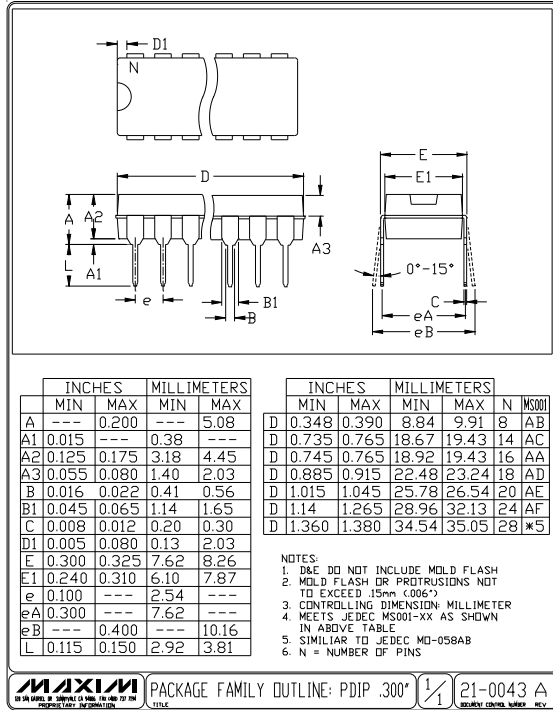 D1
N
D
E
E1
A
A2
A3
L
A1
0°-15°
e
B1
B
C
eA
eB
INCHES MILLIMETERS
MIN MAX MIN MAX
A --- 0.200 --- 5.08
A1 0.015 --- 0.38 ---
A2 0.125 0.175 3.18 4.45
A3 0.055 0.080 1.40 2.03
B 0.016 0.022 0.41 0.56
B1 0.045 0.065 1.14 1.65
C 0.008 0.012 0.20 0.30
D1 0.005 0.080 0.13 2.03
E 0.300 0.325 7.62 8.26
E1 0.240 0.310 6.10 7.87
e 0.100 --- 2.54 ---
eA 0.300 --- 7.62 ---
eB --- 0.400 --- 10.16
L 0.115 0.150 2.92 3.81
INCHES MILLIMETERS
MIN MAX MIN MAX N MS001
D 0.348 0.390 8.84 9.91 8 AB
D 0.735 0.765 18.67 19.43 14 AC
D 0.745 0.765 18.92 19.43 16 AA
D 0.885 0.915 22.48 23.24 18 AD
D 1.015 1.045 25.78 26.54 20 AE
D 1.14 1.265 28.96 32.13 24 AF
D 1.360 1.380 34.54 35.05 28 *5
NOTES:
1. D&E DO NOT INCLUDE MOLD FLASH
2. MOLD FLASH OR PROTRUSIONS NOT
TO EXCEED .15mm (.006")
3. CONTROLLING DIMENSION: MILLIMETER
4. MEETS JEDEC MS001-XX AS SHOWN
IN ABOVE TABLE
5. SIMILIAR TO JEDEC MO-058AB
6. N = NUMBER OF PINS
MAXIM
120 SAN GABRIEL DR SUNNYVALE CA 94086 FAX (408) 737 7194
PROPRIETARY INFORMATION
PACKAGE FAMILY OUTLINE: PDIP .300"
TITLE
1/1
21-0043 A
DOCUMENT CONTROL NUMBER REV